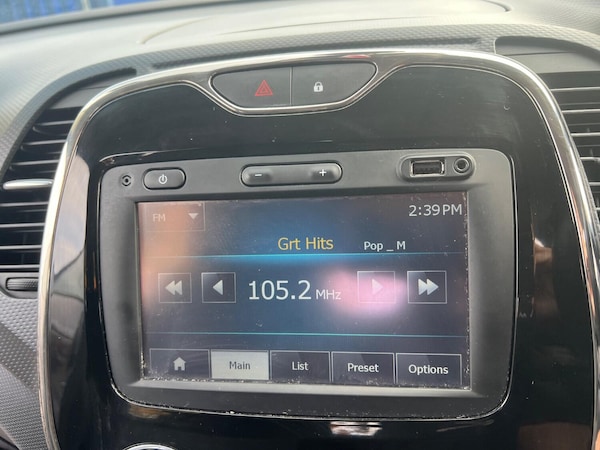 FM
2:39 PM
Grt Hits Pop _ M
105.2 MHz
Main List Preset Options